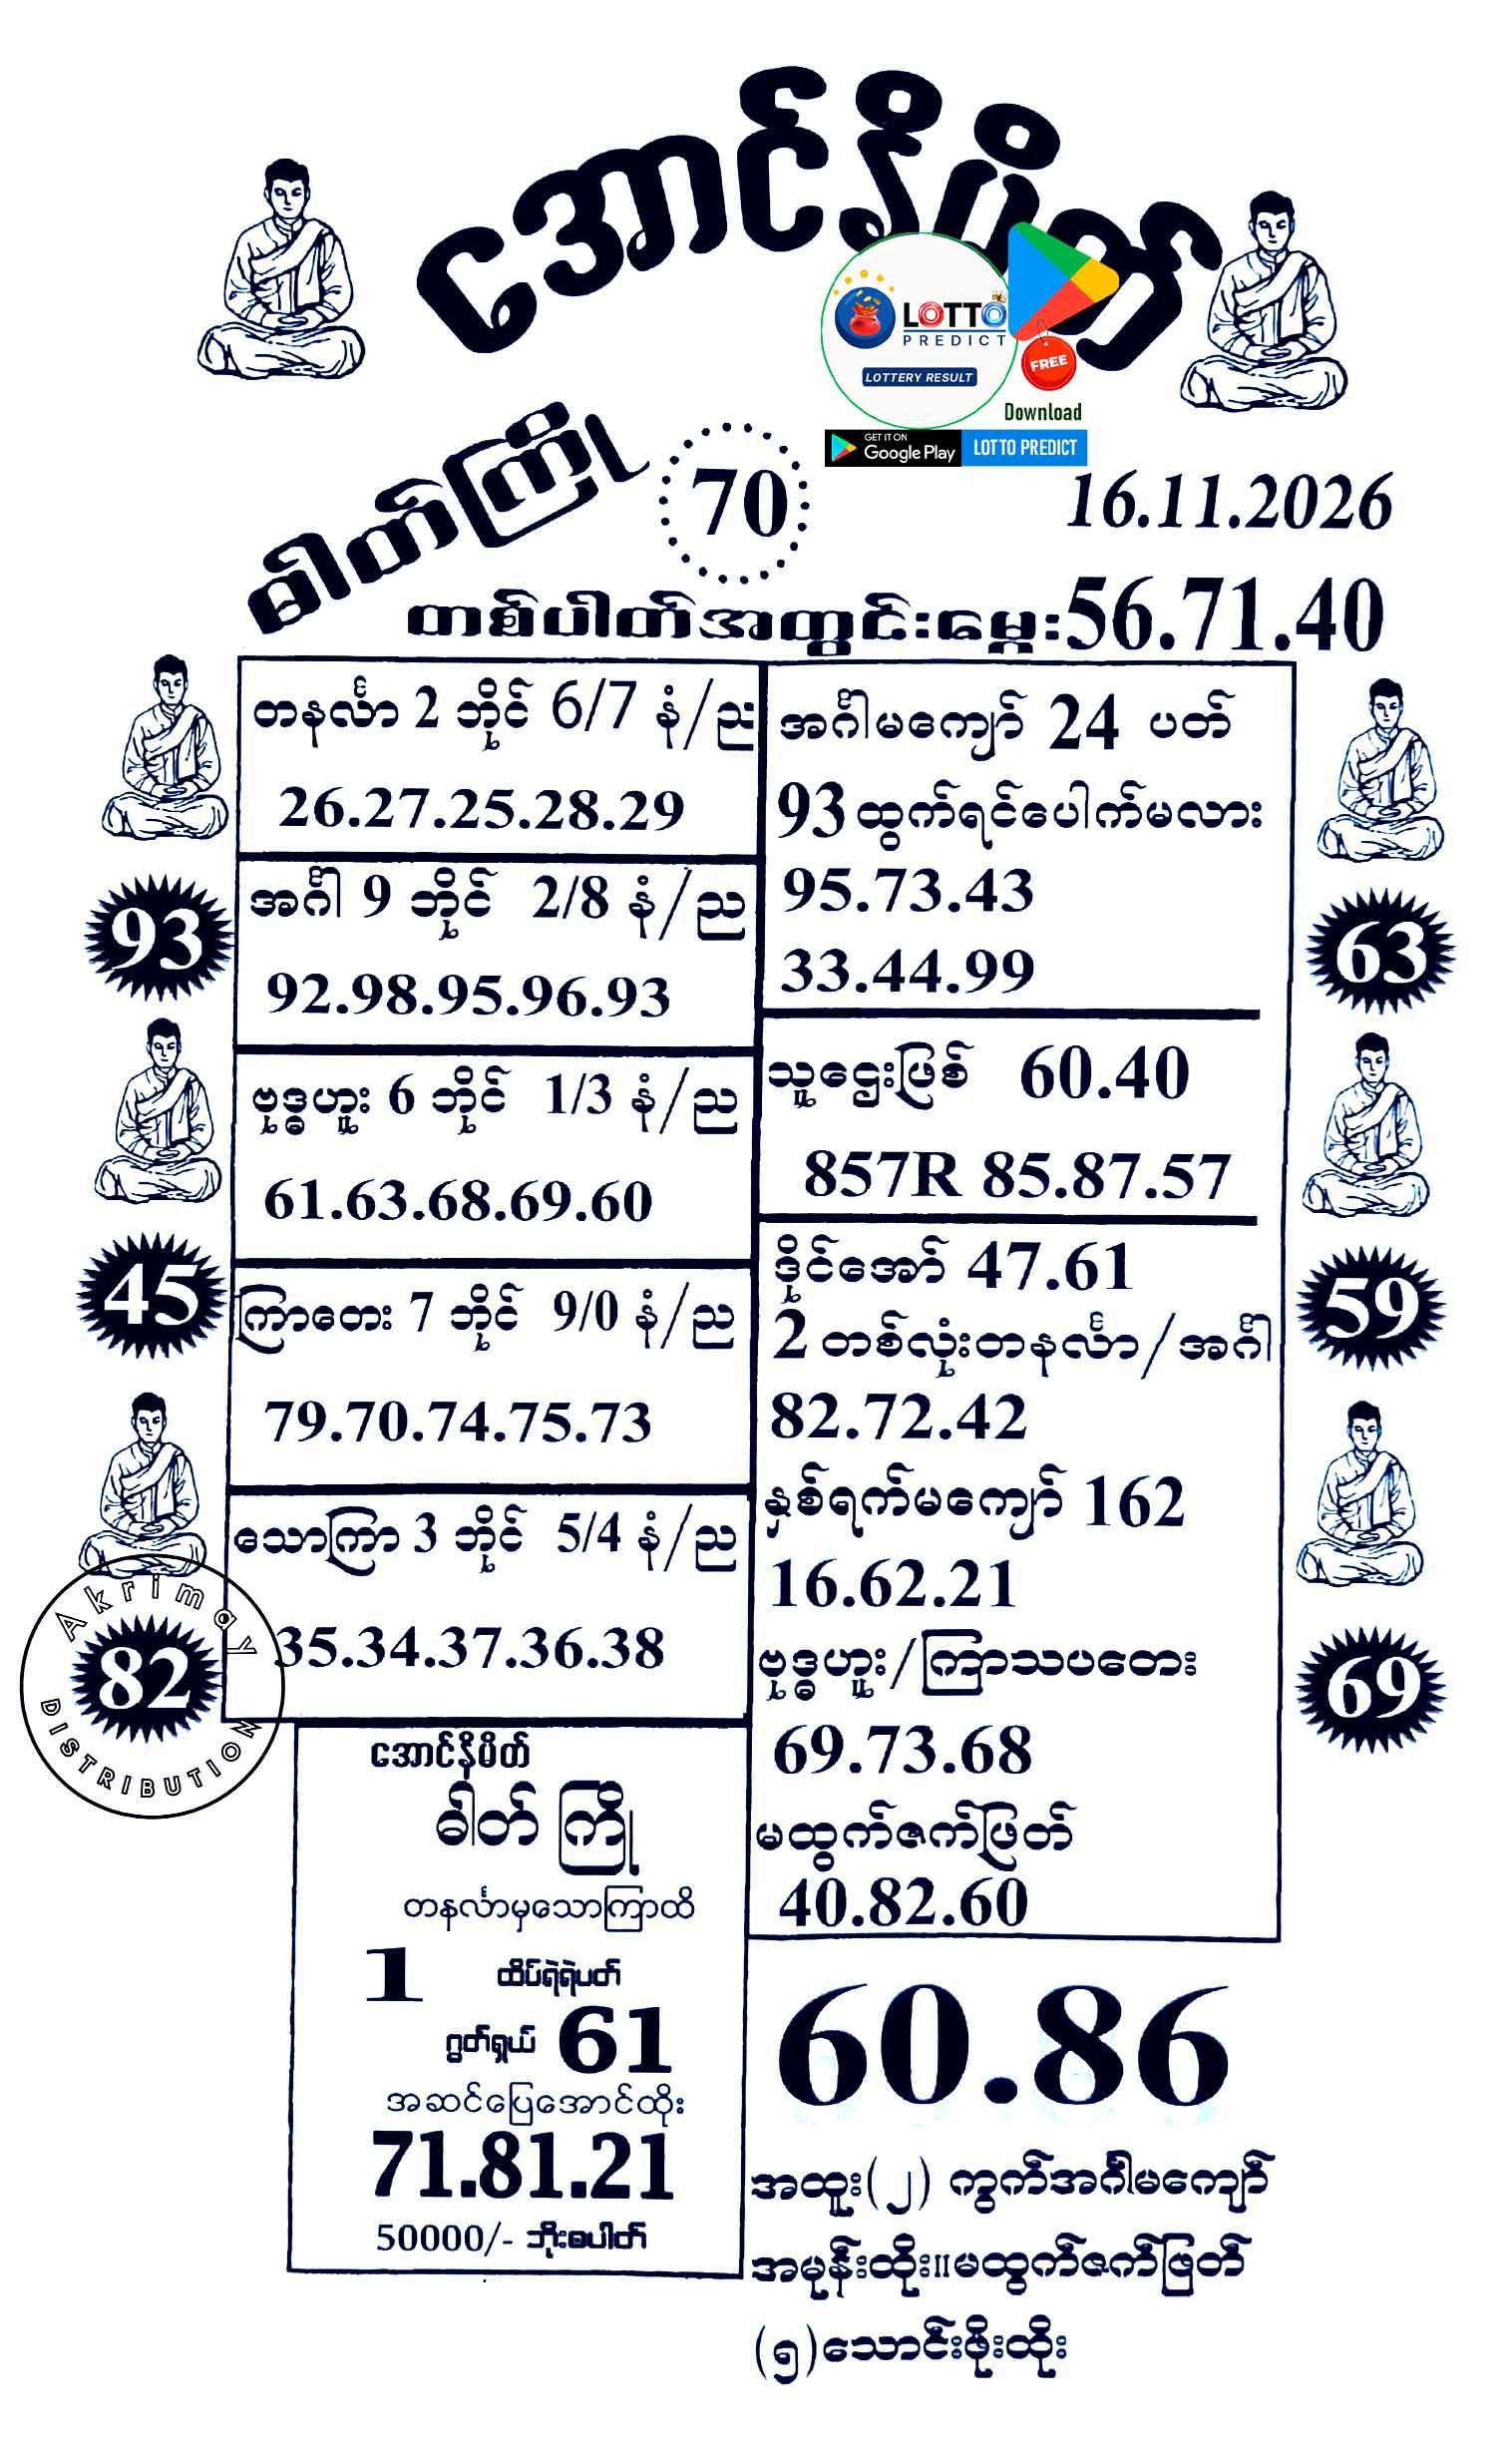 အောင်နိမိတ်
LOTTO
PREDICT
LOTTERY RESULT
FREE
Download
GET IT ON
Google Play
LOTTO PREDICT
ဓါတ်ကြို
70
16.11.2026
တစ်ပါတ်အတွင်းမွေး56.71.40
တနင်္လာ 2 ဘိုင် 6/7 နံ/ည
26.27.25.28.29
အင်္ဂါ 9 ဘိုင် 2/8 နံ/ည
92.98.95.96.93
ဗုဒ္ဓဟူး 6 ဘိုင် 1/3 နံ/ည
61.63.68.69.60
ကြာတေး 7 ဘိုင် 9/0 နံ/ည
79.70.74.75.73
သောကြာ 3 ဘိုင် 5/4 နံ/ည
35.34.37.36.38
အင်္ဂါမကျော် 24 ပတ်
93 ထွက်ရင်ပေါက်မလား
95.73.43
33.44.99
သူဌေးဖြစ် 60.40
857R 85.87.57
ဒိုင်အော် 47.61
2 တစ်လုံးတနင်္လာ/အင်္ဂါ
82.72.42
နှစ်ရက်မကျော် 162
16.62.21
ဗုဒ္ဓဟူး/ကြာသပတေး
69.73.68
မထွက်ဇက်ဖြတ်
40.82.60
93
45
82
63
59
69
Akrimay
DISTRIBUTION
အောင်နိမိတ်
ဓါတ်ကြို
တနင်္လာမှသောကြာထိ
1 ထိပ်ရဲရဲပတ်
ဂွတ်ရှယ် 61
အဆင်ပြေအောင်ထိုး
71.81.21
50000/- ဘိုးမပါတ်
60.86
အထူး(၂) ကွက်အင်္ဂါမကျော်
အမုန်းထိုး။မထွက်ဇက်ဖြတ်
(၅)သောင်းဖိုးထိုး